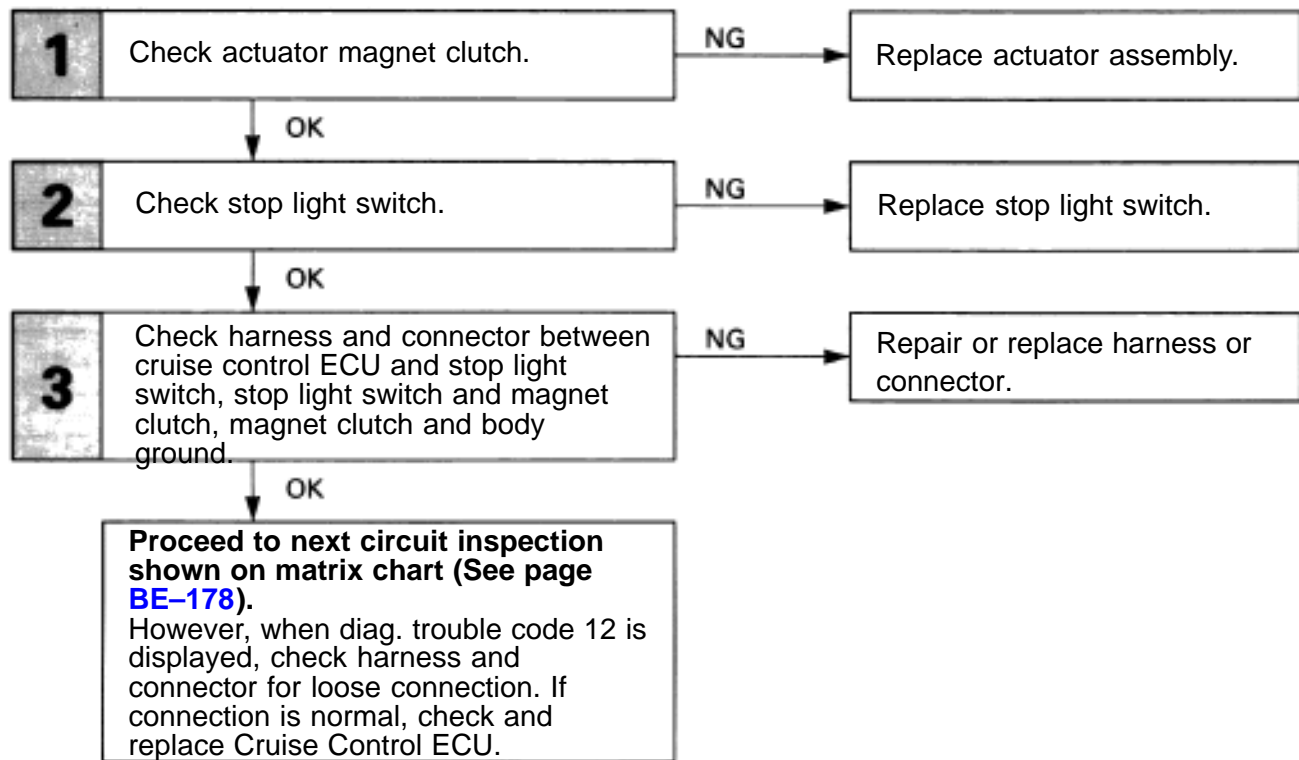 1
Check actuator magnet clutch.
NG
Replace actuator assembly.
OK
2
Check stop light switch.
NG
Replace stop light switch.
OK
3
Check harness and connector between
cruise control ECU and stop light
switch, stop light switch and magnet
clutch, magnet clutch and body
ground.
NG
Repair or replace harness or
connector.
OK
Proceed to next circuit inspection
shown on matrix chart (See page
BE–178).
However, when diag. trouble code 12 is
displayed, check harness and
connector for loose connection. If
connection is normal, check and
replace Cruise Control ECU.